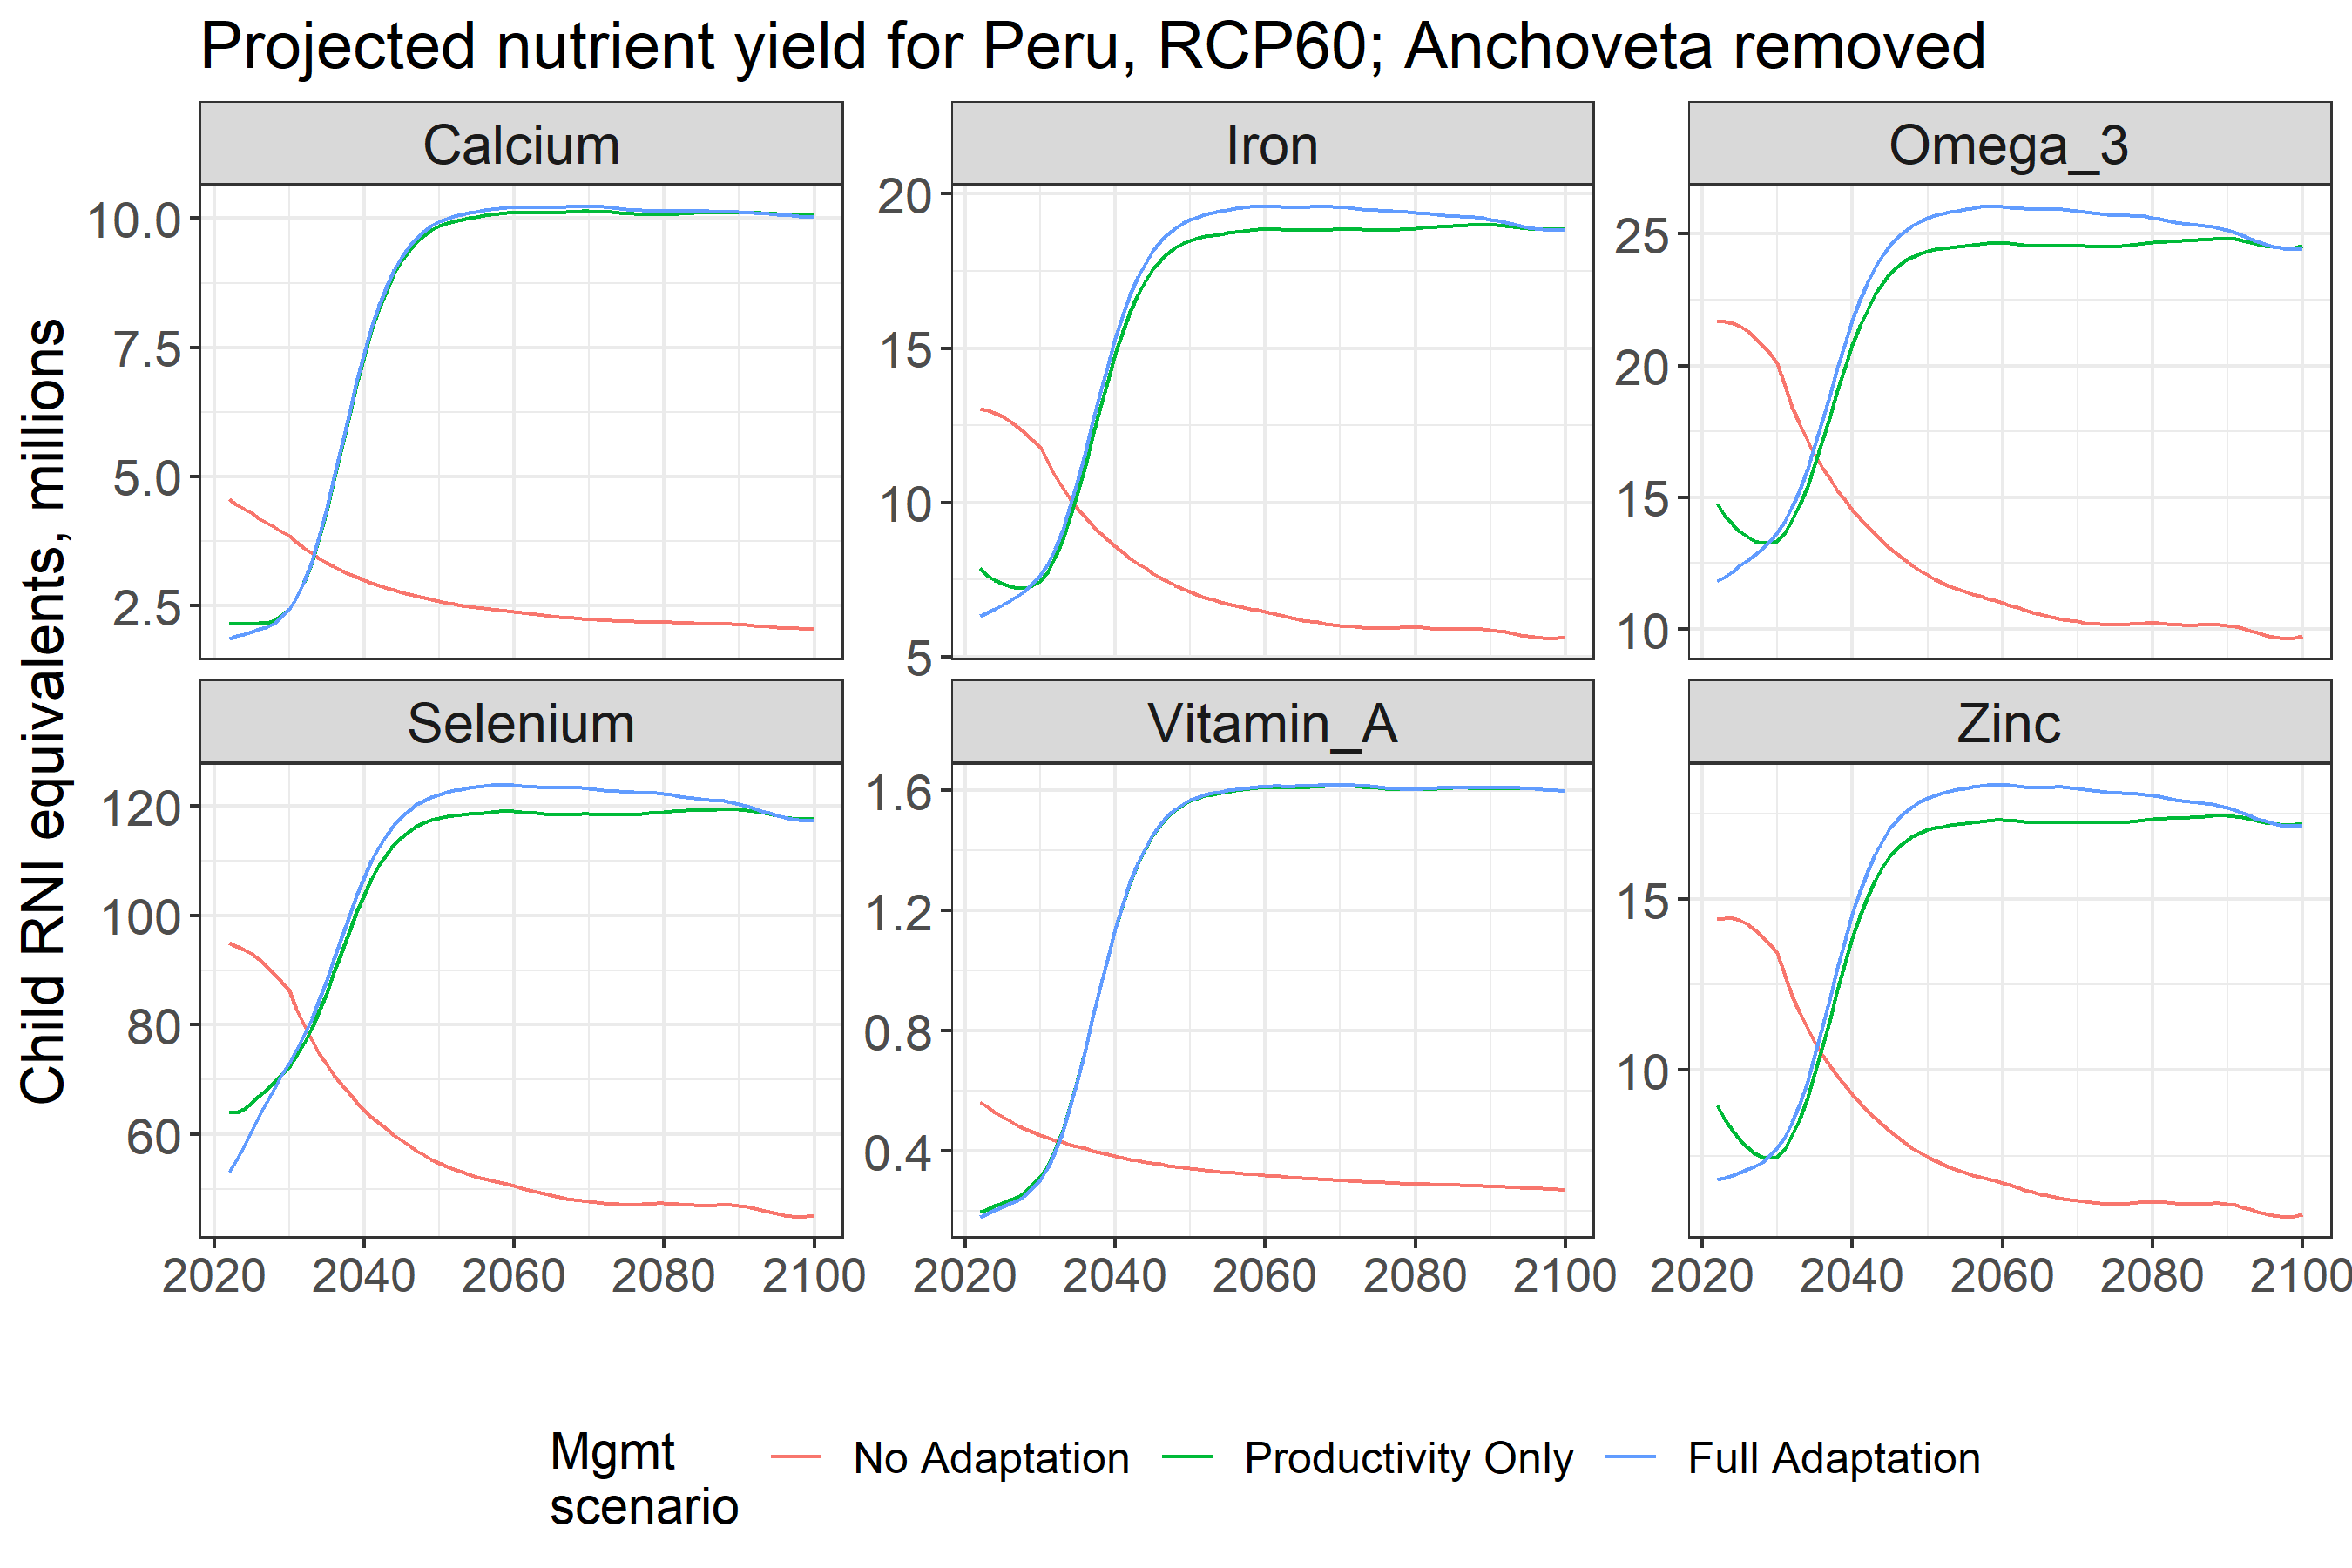 Projected nutrient yield for Peru, RCP60; Anchoveta removed
Child RNI equivalents, millions
Calcium
Iron
Omega_3
10.0
7.5
5.0
2.5
20
15
10
5
25
20
15
10
Selenium
Vitamin_A
Zinc
120
100
80
60
1.6
1.2
0.8
0.4
15
10
2020 2040 2060 2080 2100
2020 2040 2060 2080 2100
2020 2040 2060 2080 2100
Mgmt
scenario
No Adaptation
Productivity Only
Full Adaptation